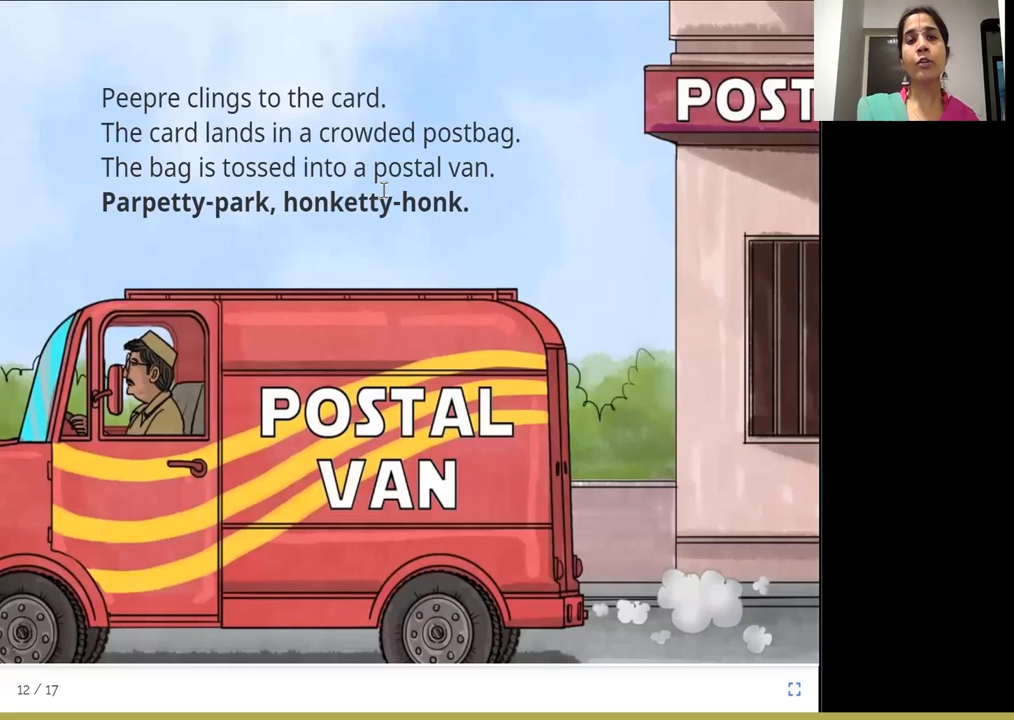 Peepre clings to the card.
The card lands in a crowded postbag.
The bag is tossed into a postal van.
Parpetty-park, honketty-honk.
POST
POSTAL
VAN
12 / 17